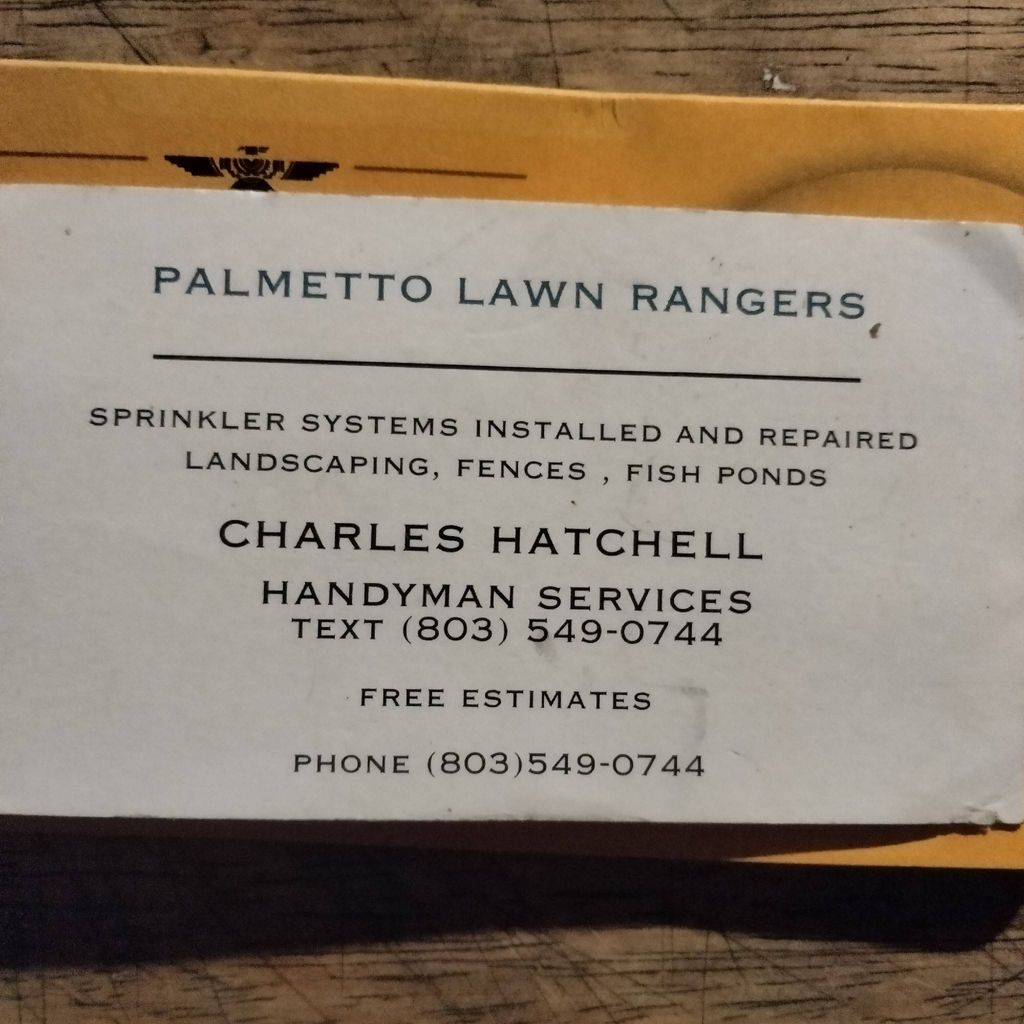 PALMETTO LAWN RANGERS
SPRINKLER SYSTEMS INSTALLED AND REPAIRED
LANDSCAPING, FENCES , FISH PONDS
CHARLES HATCHELL
HANDYMAN SERVICES
TEXT (803) 549-0744
FREE ESTIMATES
PHONE (803)549-0744